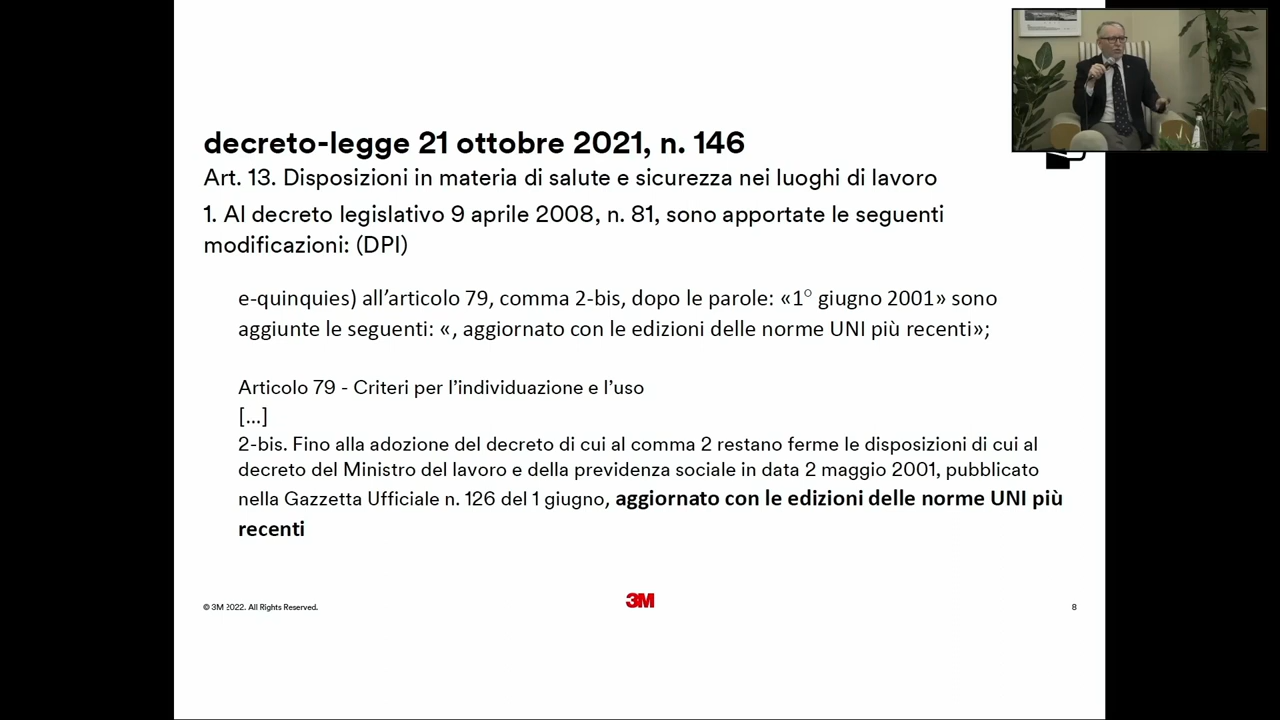 decreto-legge 21 ottobre 2021, n. 146
Art. 13. Disposizioni in materia di salute e sicurezza nei luoghi di lavoro
1. Al decreto legislativo 9 aprile 2008, n. 81, sono apportate le seguenti
modificazioni: (DPI)
e-quinquies) all’articolo 79, comma 2-bis, dopo le parole: «1° giugno 2001» sono
aggiunte le seguenti: «, aggiornato con le edizioni delle norme UNI più recenti»;
Articolo 79 - Criteri per l’individuazione e l’uso
[...]
2-bis. Fino alla adozione del decreto di cui al comma 2 restano ferme le disposizioni di cui al
decreto del Ministro del lavoro e della previdenza sociale in data 2 maggio 2001, pubblicato
nella Gazzetta Ufficiale n. 126 del 1 giugno, aggiornato con le edizioni delle norme UNI più
recenti
© 3M 2022. All Rights Reserved.
3M
8